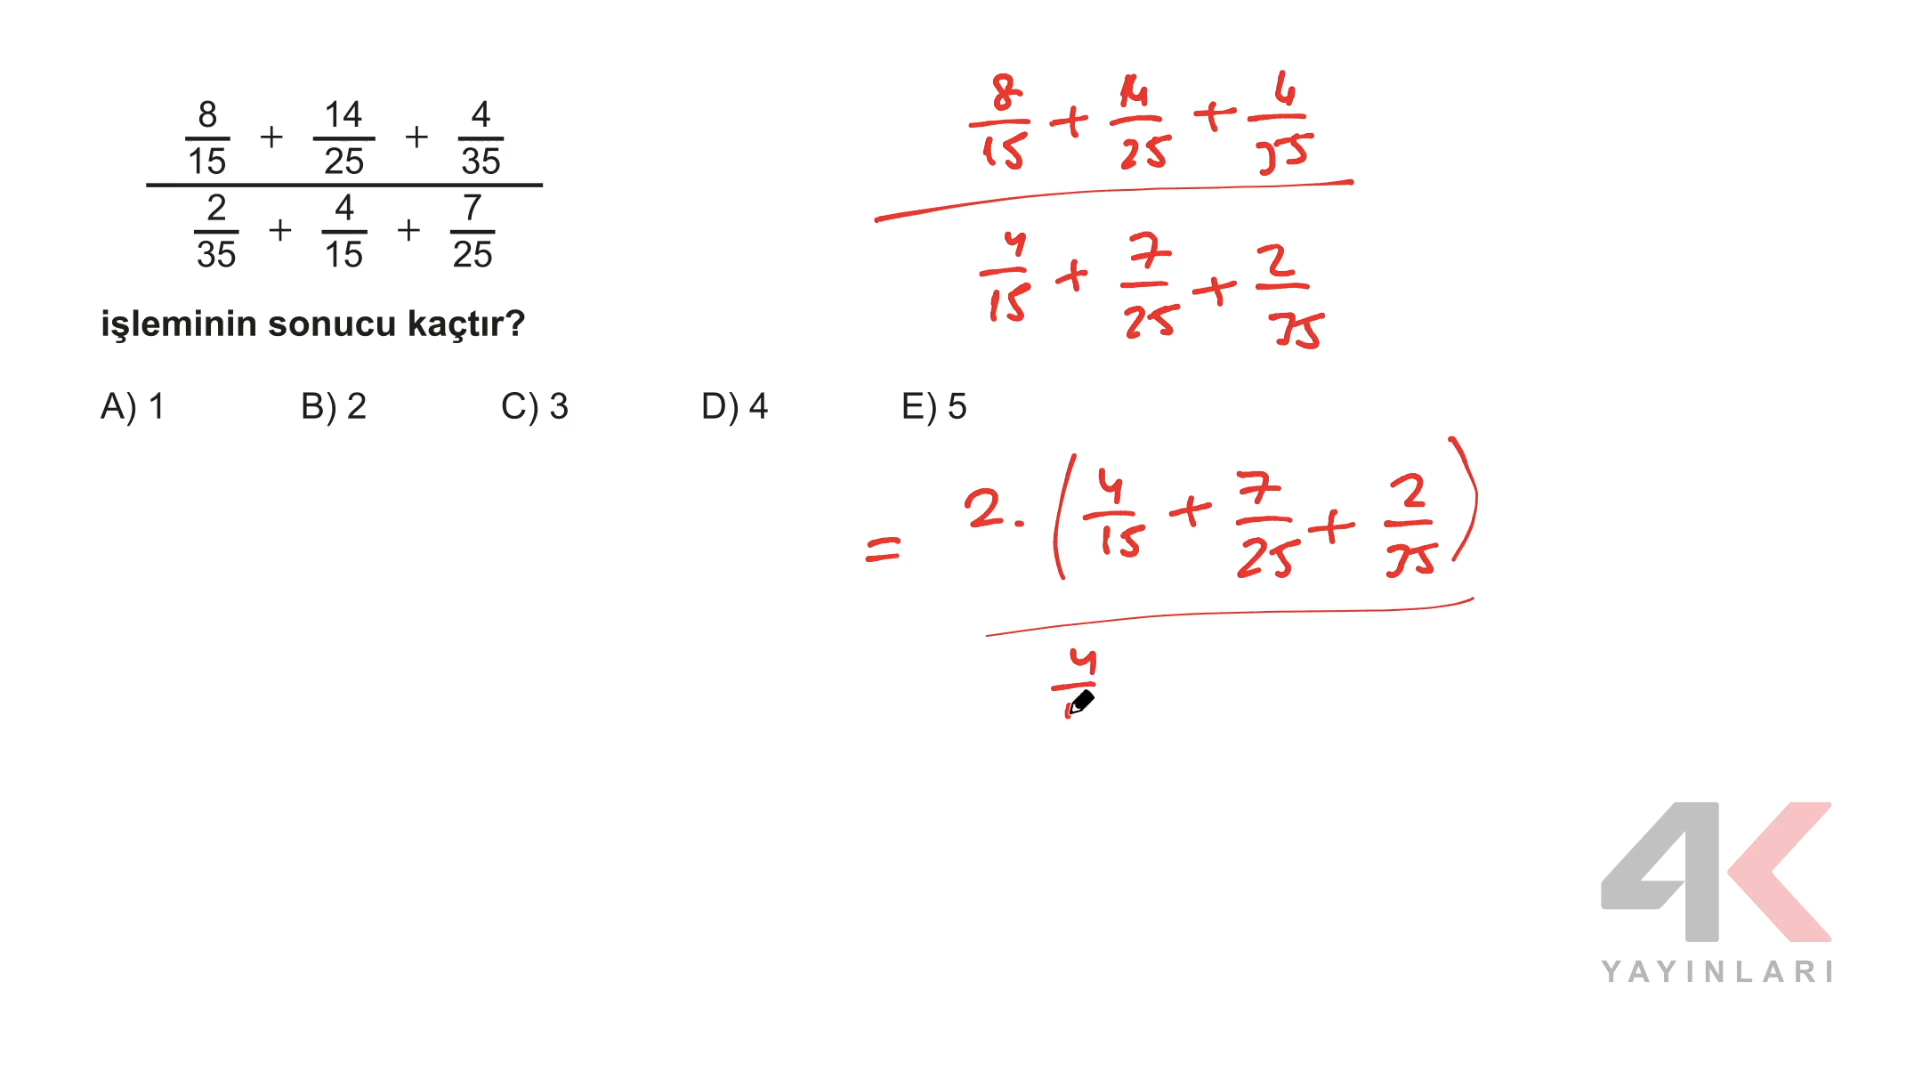 8/15 + 14/25 + 4/35
2/35 + 4/15 + 7/25
işleminin sonucu kaçtır?
A) 1 B) 2 C) 3 D) 4 E) 5
8/15 + 14/25 + 4/35
4/15 + 7/25 + 2/35
= 2. (4/15 + 7/25 + 2/35)
4
4K
YAYINLARI